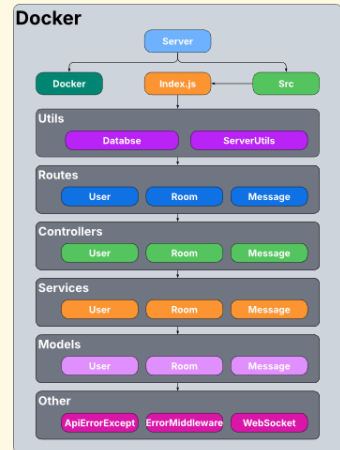 Docker
Server
Docker Index.js Src
Utils
Databse ServerUtils
Routes
User Room Message
Controllers
User Room Message
Services
User Room Message
Models
User Room Message
Other
ApiErrorExcept ErrorMiddleware WebSocket